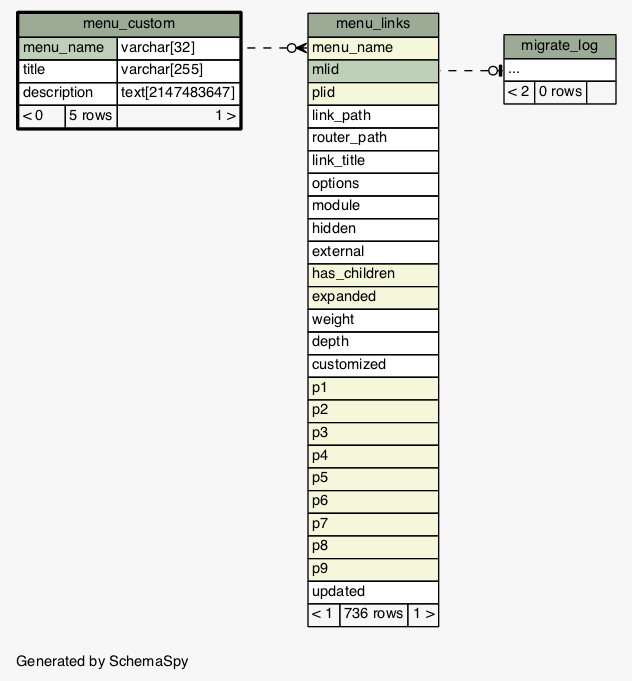 menu_custom
menu_name varchar[32]
title varchar[255]
description text[2147483647]
< 0 5 rows 1 >
menu_links
menu_name
mlid
plid
link_path
router_path
link_title
options
module
hidden
external
has_children
expanded
weight
depth
customized
p1
p2
p3
p4
p5
p6
p7
p8
p9
updated
< 1 736 rows 1 >
migrate_log
...
< 2 0 rows
Generated by SchemaSpy